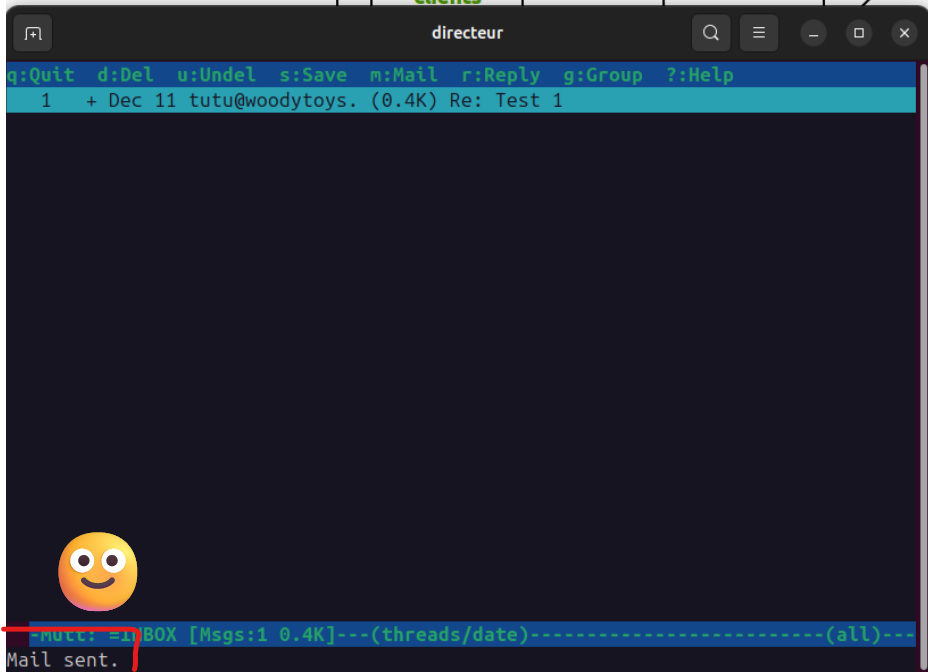 clients
directeur
q:Quit  d:Del  u:Undel  s:Save  m:Mail  r:Reply  g:Group  ?:Help
1   + Dec 11 tutu@woodytoys. (0.4K) Re: Test 1
-Mutt: =INBOX [Msgs:1 0.4K]---(threads/date)--------------------------(all)---
Mail sent.